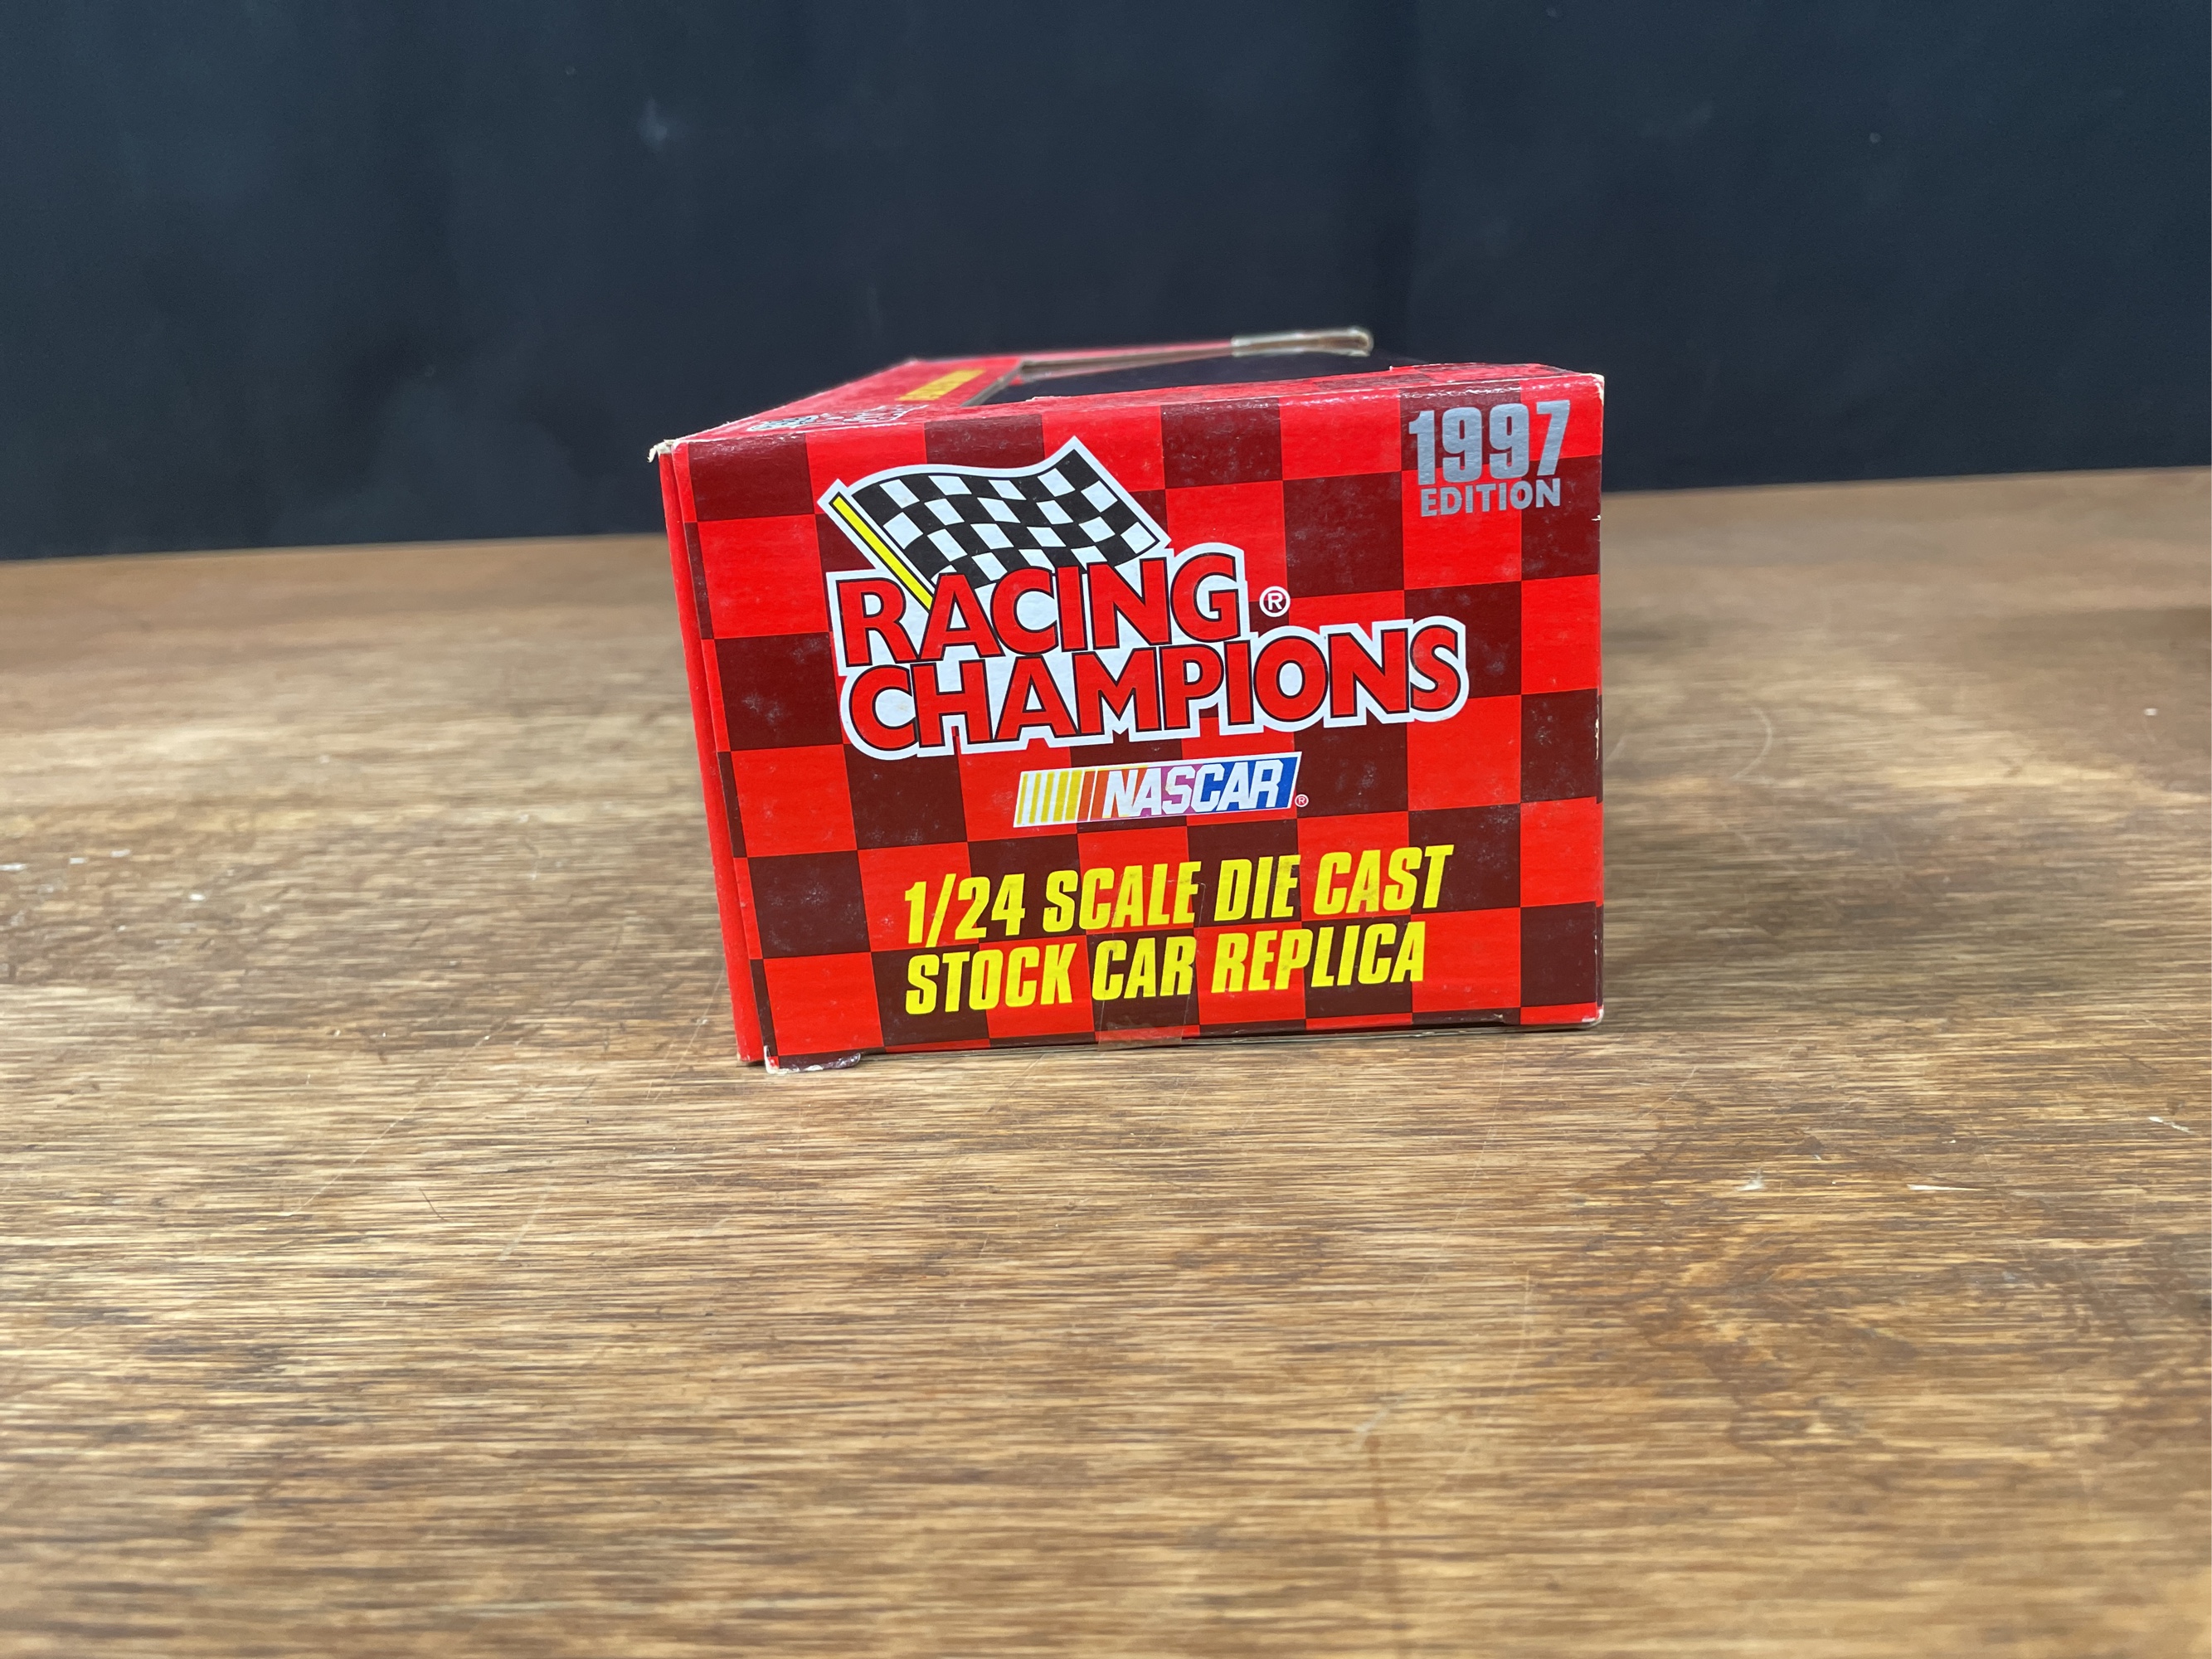 1997
EDITION
RACING ®
CHAMPIONS
NASCAR ®
1/24 SCALE DIE CAST
STOCK CAR REPLICA